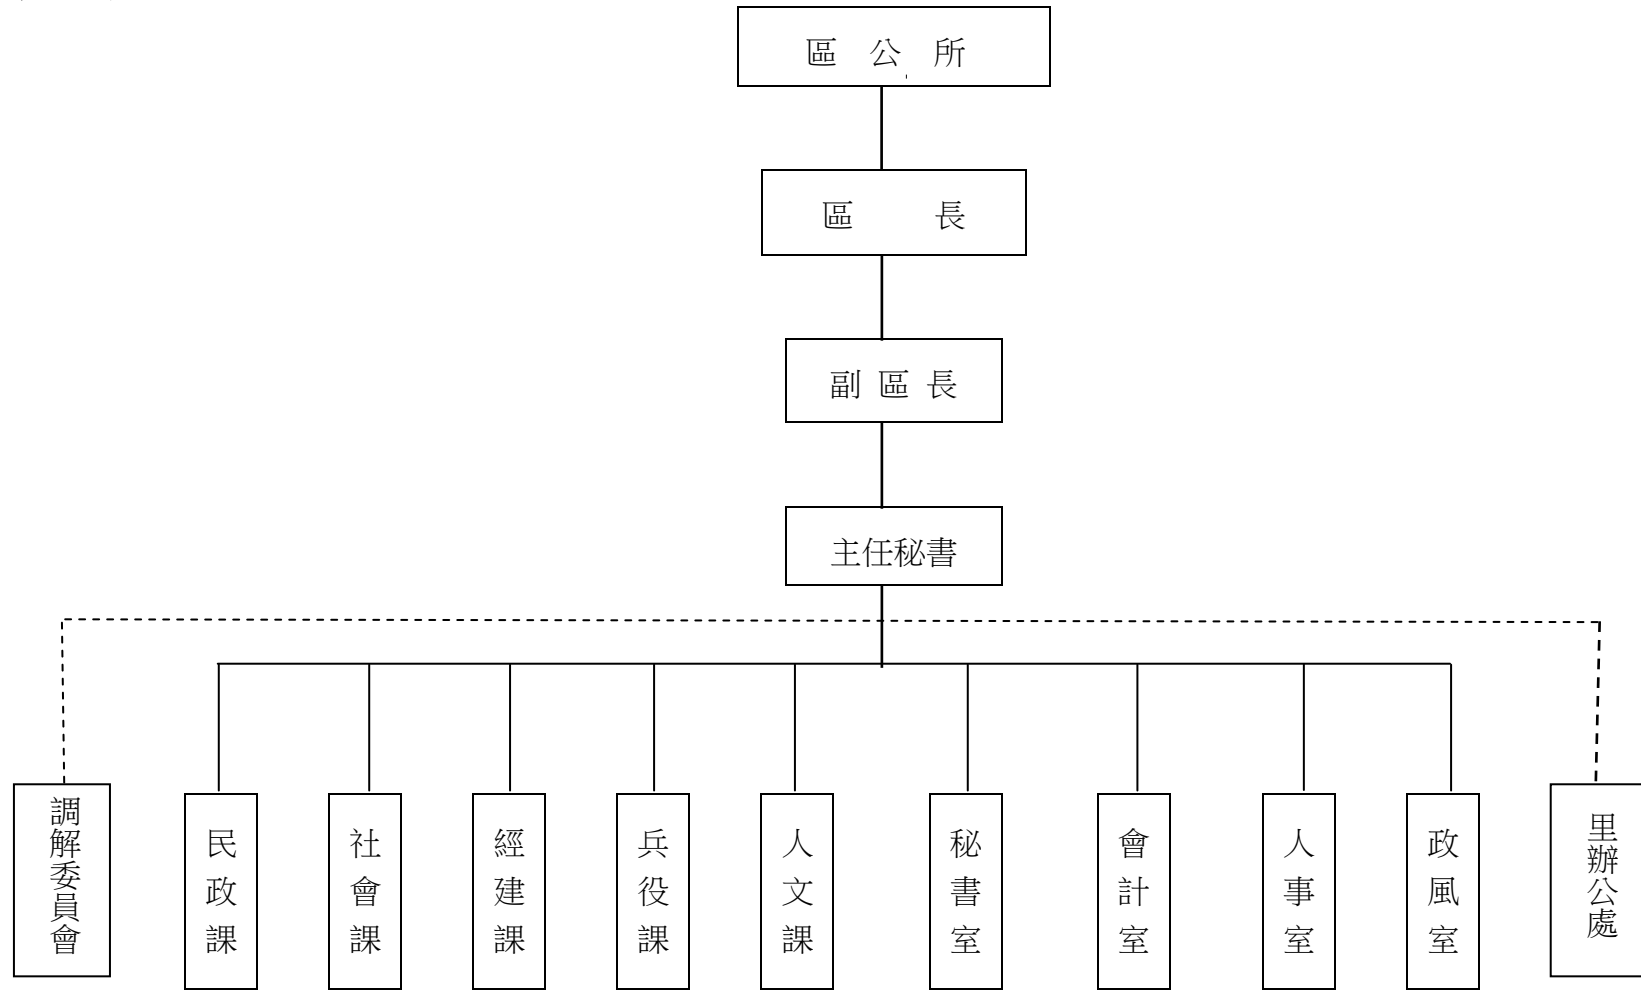 區 公 所
區 長
副 區 長
主任秘書
調解委員會
民政課
社會課
經建課
兵役課
人文課
秘書室
會計室
人事室
政風室
里辦公處